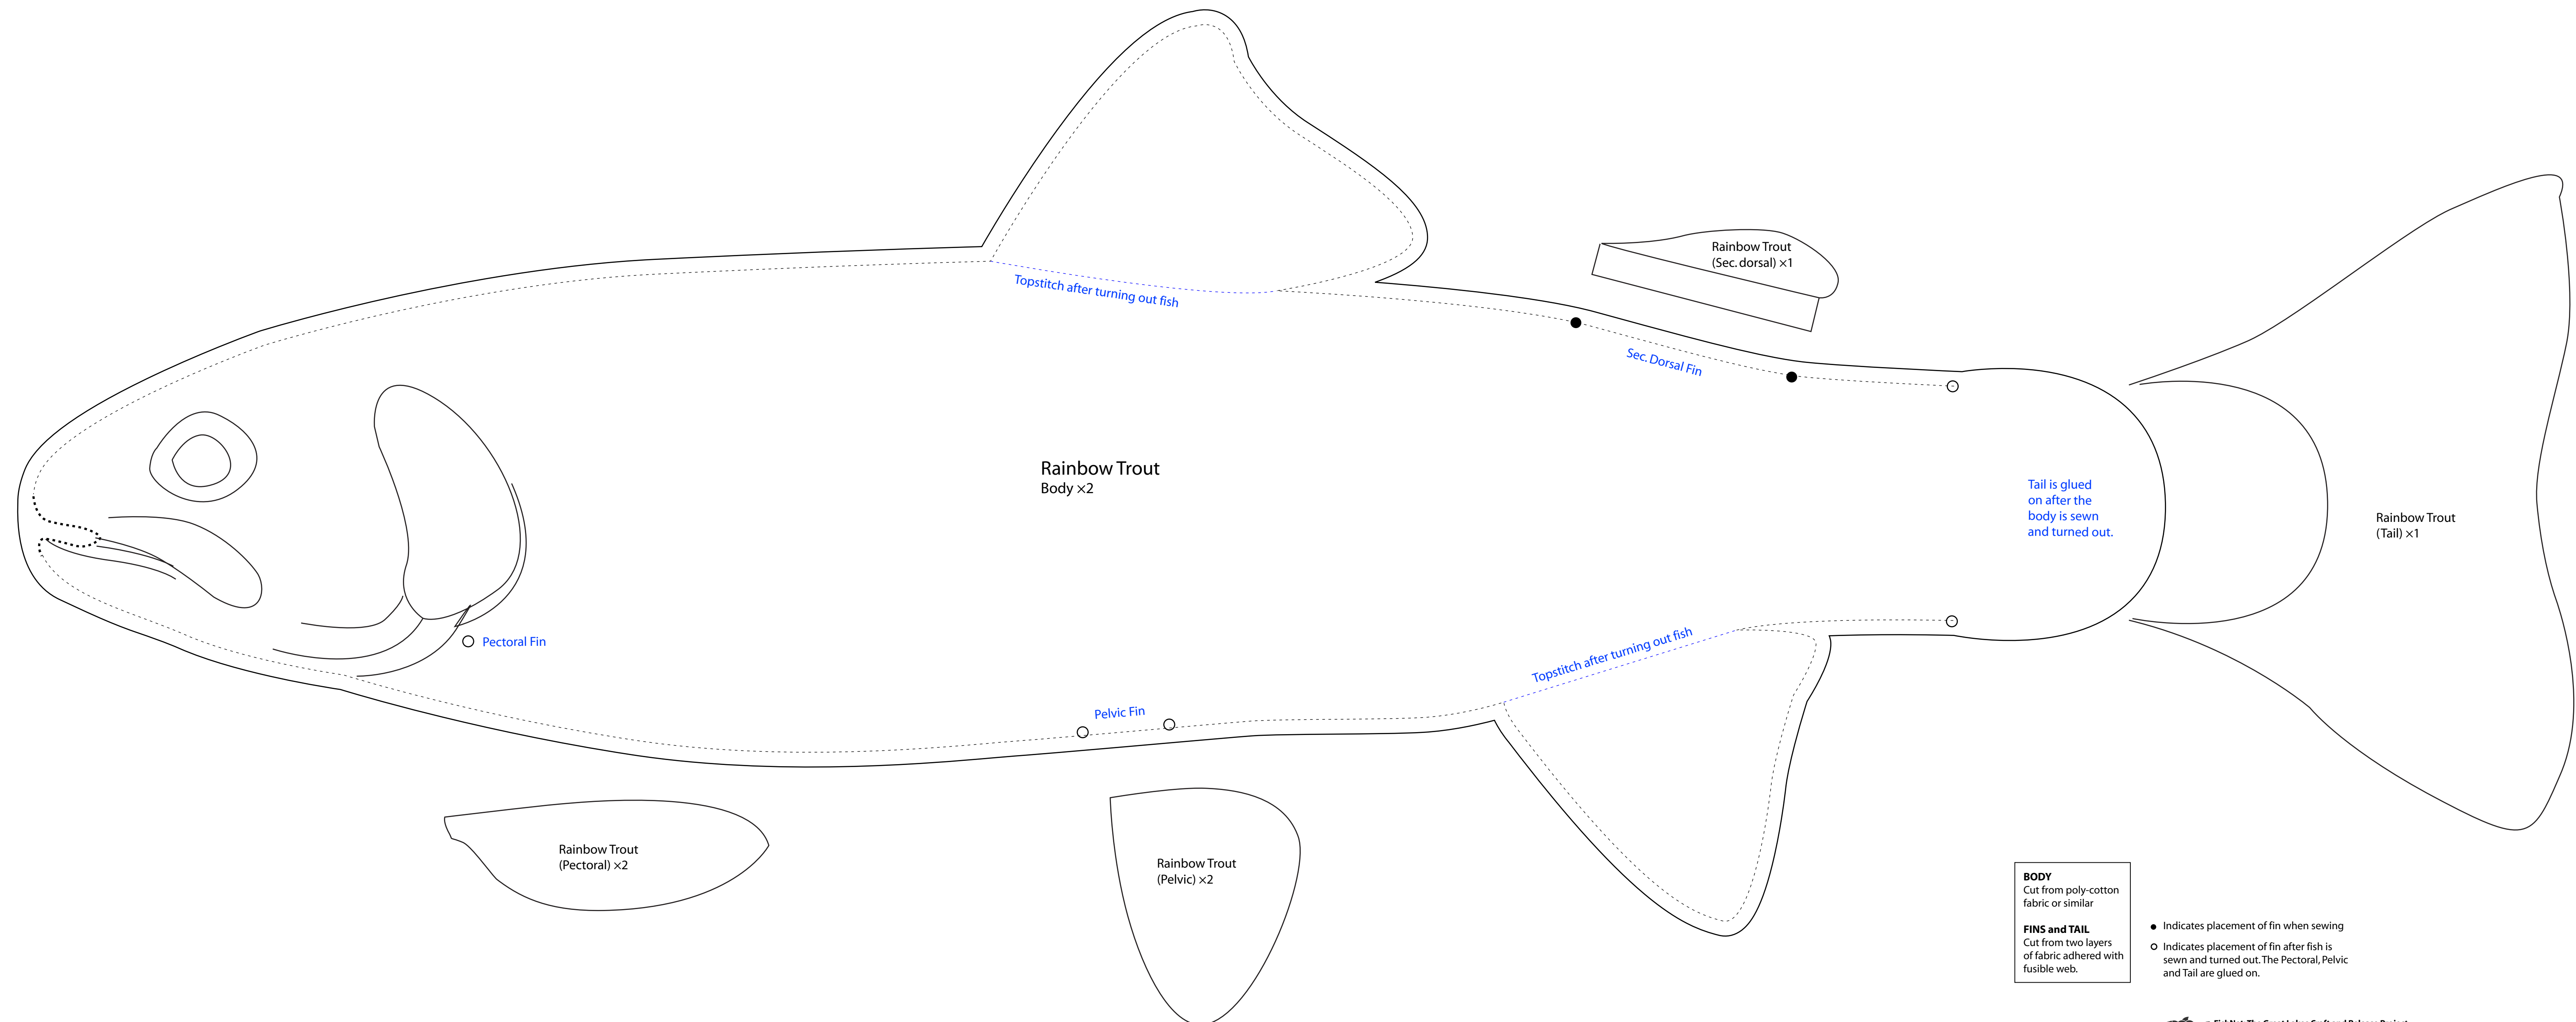 Rainbow Trout
(Sec. dorsal) ×1
Topstitch after turning out fish
Sec. Dorsal Fin
Rainbow Trout
Body ×2
Tail is glued
on after the
body is sewn
and turned out.
Rainbow Trout
(Tail) ×1
Pectoral Fin
Topstitch after turning out fish
Pelvic Fin
Rainbow Trout
(Pectoral) ×2
Rainbow Trout
(Pelvic) ×2
BODY
Cut from poly-cotton
fabric or similar
FINS and TAIL
Cut from two layers
of fabric adhered with
fusible web.
Indicates placement of fin when sewing
Indicates placement of fin after fish is
sewn and turned out. The Pectoral, Pelvic
and Tail are glued on.